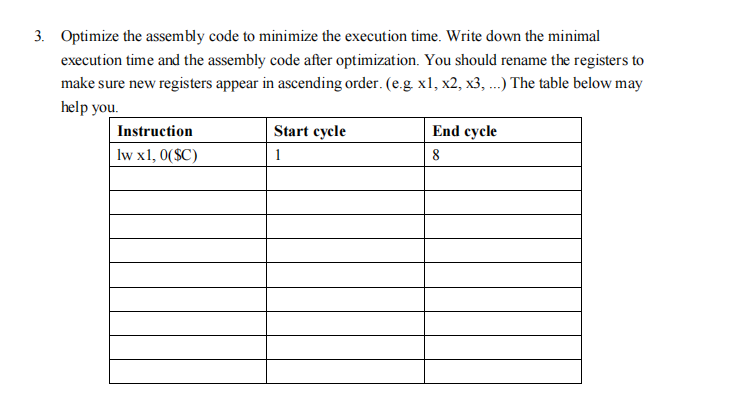 3. Optimize the assembly code to minimize the execution time. Write down the minimal
execution time and the assembly code after optimization. You should rename the registers to
make sure new registers appear in ascending order. (e.g. x1, x2, x3, ...) The table below may
help you.
Instruction Start cycle End cycle
lw x1, 0($C) 1 8